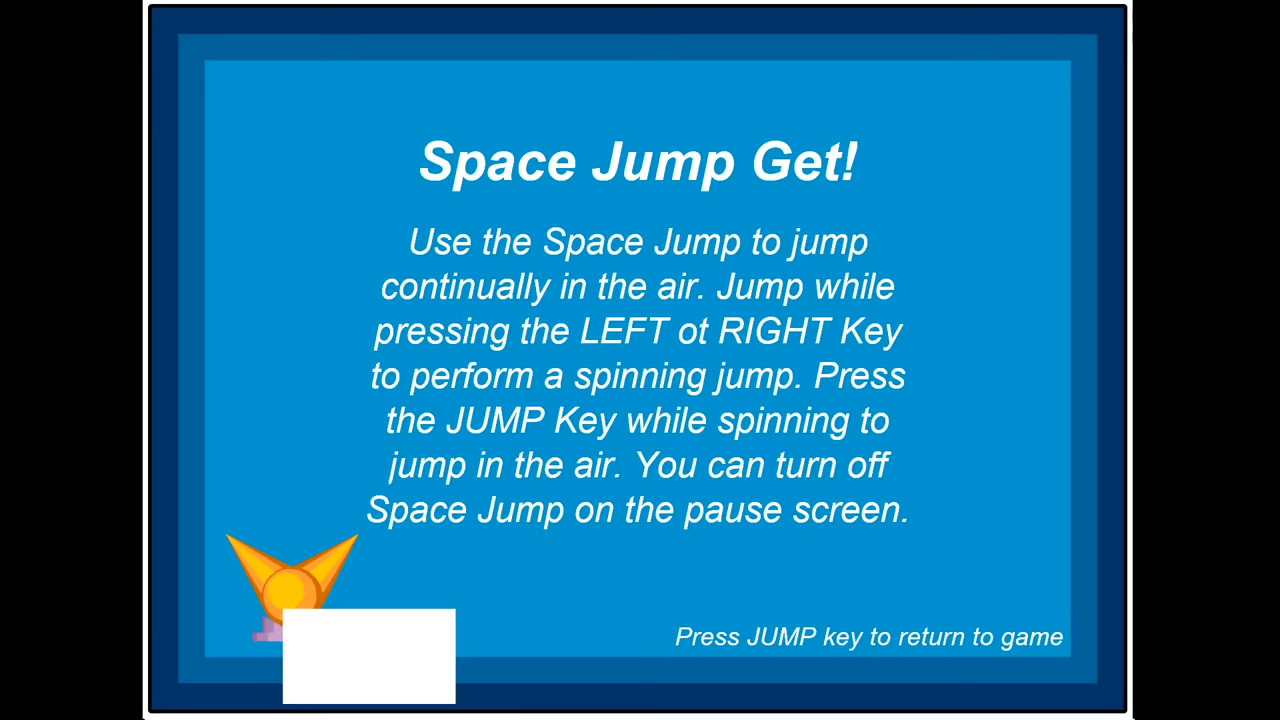 Space Jump Get!
Use the Space Jump to jump
continually in the air. Jump while
pressing the LEFT ot RIGHT Key
to perform a spinning jump. Press
the JUMP Key while spinning to
jump in the air. You can turn off
Space Jump on the pause screen.
Press JUMP key to return to game